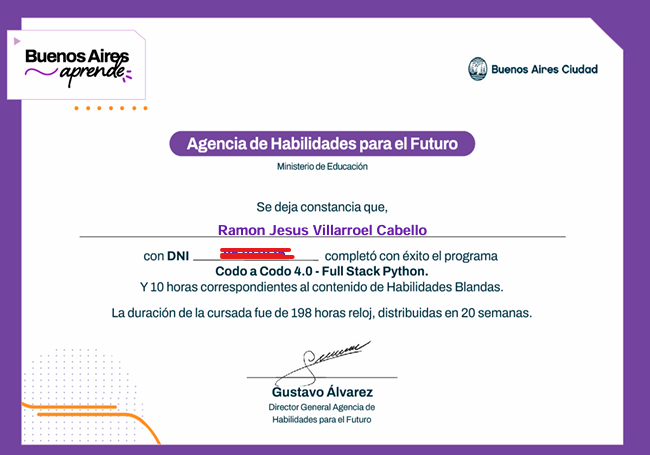 Buenos Aires
aprende
Buenos Aires Ciudad
Agencia de Habilidades para el Futuro
Ministerio de Educación
Se deja constancia que,
Ramon Jesus Villarroel Cabello
con DNI completó con éxito el programa
Codo a Codo 4.0 - Full Stack Python.
Y 10 horas correspondientes al contenido de Habilidades Blandas.
La duración de la cursada fue de 198 horas reloj, distribuidas en 20 semanas.
Gustavo Álvarez
Director General Agencia de
Habilidades para el Futuro